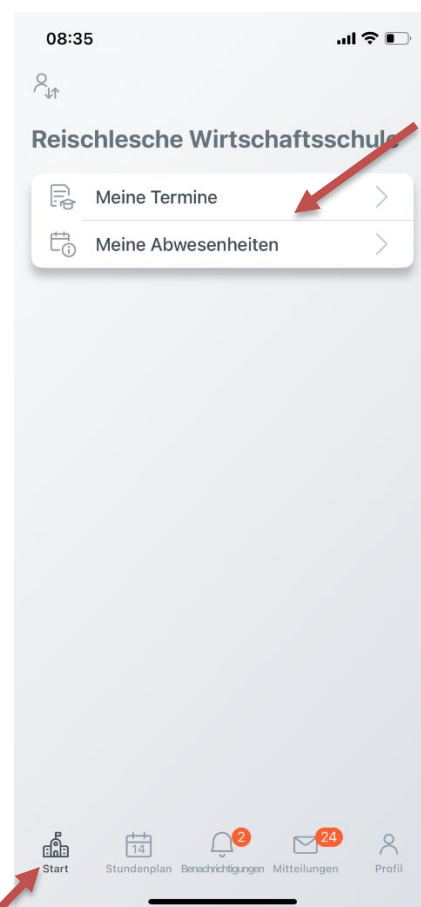 08:35
Reischlesche Wirtschaftsschule
Meine Termine
Meine Abwesenheiten
2
24
14
Start Stundenplan Benachrichtigungen Mitteilungen Profil